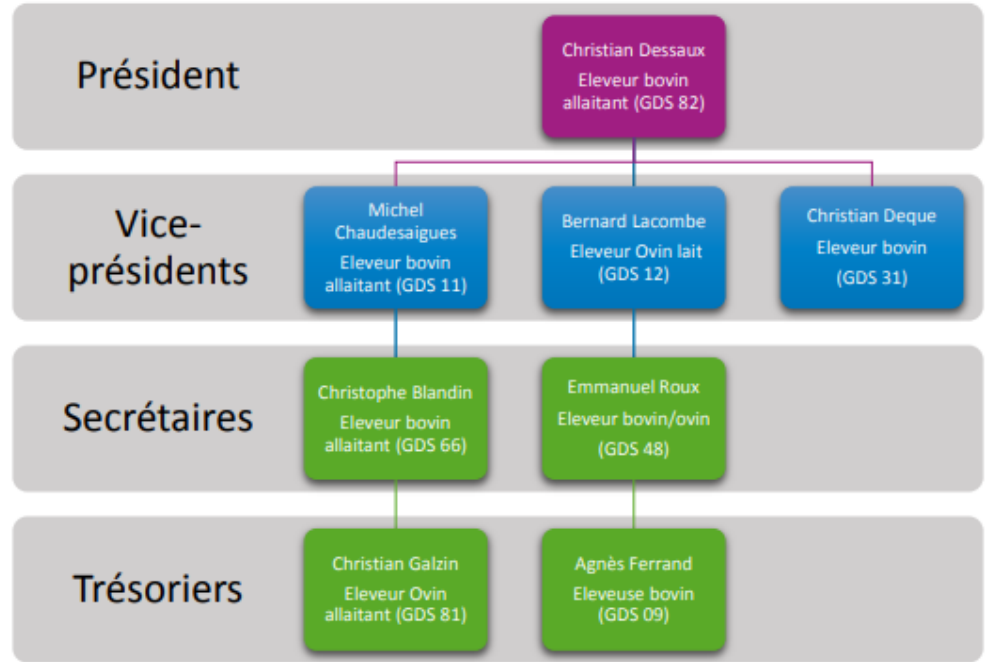 Président
Christian Dessaux
Eleveur bovin
allaitant (GDS 82)
Vice-
présidents
Michel
Chaudesaigues
Eleveur bovin
allaitant (GDS 11)
Bernard Lacombe
Eleveur Ovin lait
(GDS 12)
Christian Deque
Eleveur bovin
(GDS 31)
Secrétaires
Christophe Blandin
Eleveur bovin
allaitant (GDS 66)
Emmanuel Roux
Eleveur bovin/ovin
(GDS 48)
Trésoriers
Christian Galzin
Eleveur Ovin
allaitant (GDS 81)
Agnès Ferrand
Eleveuse bovin
(GDS 09)